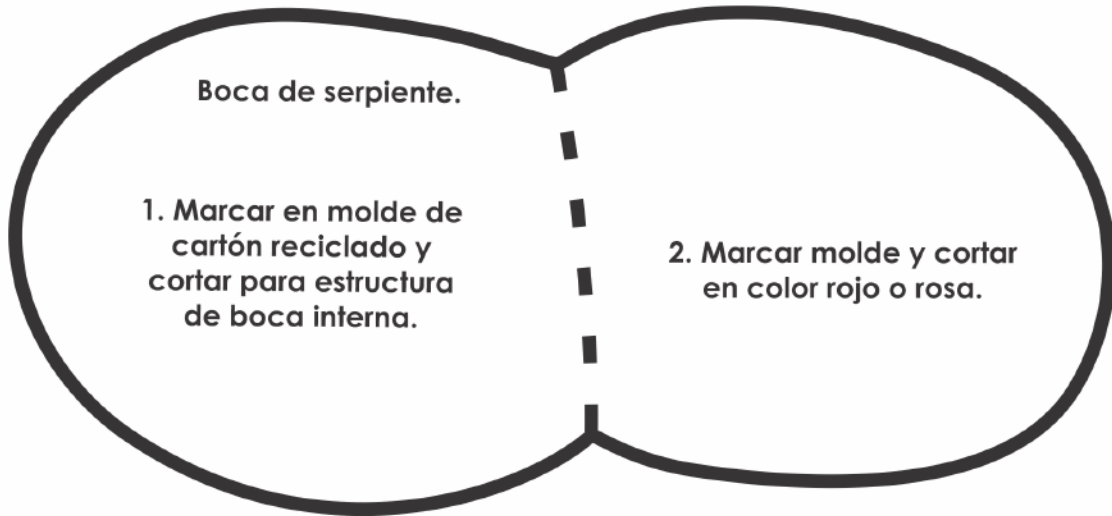 Boca de serpiente.
1. Marcar en molde de
cartón reciclado y
cortar para estructura
de boca interna.
2. Marcar molde y cortar
en color rojo o rosa.